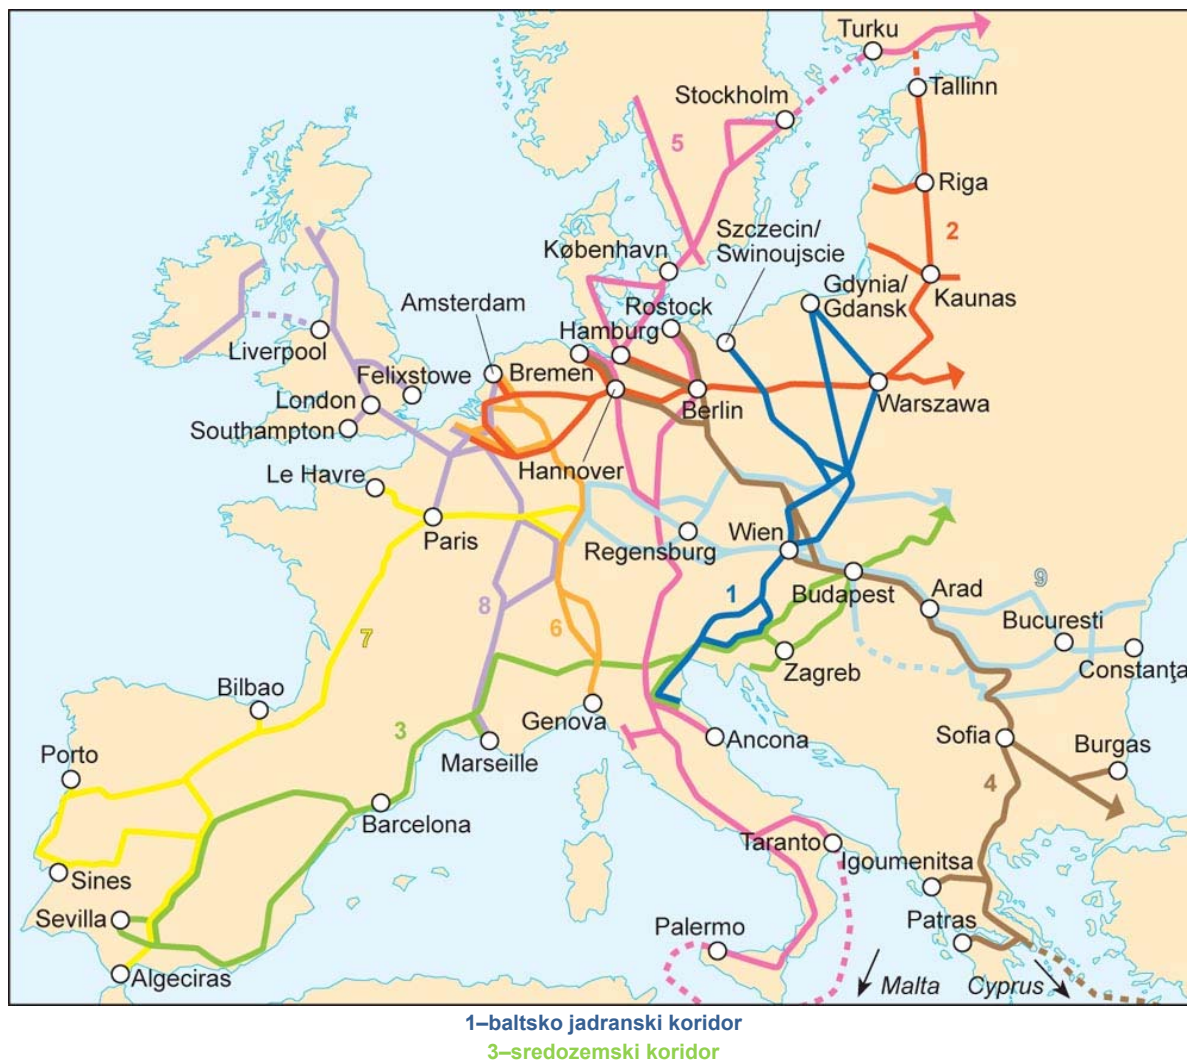 Turku
Tallinn
Stockholm
5
Riga
2
Szczecin/
Swinoujscie
København
Gdynia/
Gdansk
Kaunas
Amsterdam
Rostock
Hamburg
Liverpool
Felixstowe
Bremen
London
Berlin
Warszawa
Southampton
Hannover
Le Havre
Paris
Regensburg
Wien
1
Budapest
Arad
9
Bucuresti
8
7
6
Zagreb
Constanţa
Bilbao
Genova
3
Marseille
Ancona
Sofia
Burgas
Porto
4
Barcelona
Taranto
Igoumenitsa
Sines
Sevilla
Palermo
Patras
Algeciras
Malta
Cyprus
1–baltsko jadranski koridor
3–sredozemski koridor